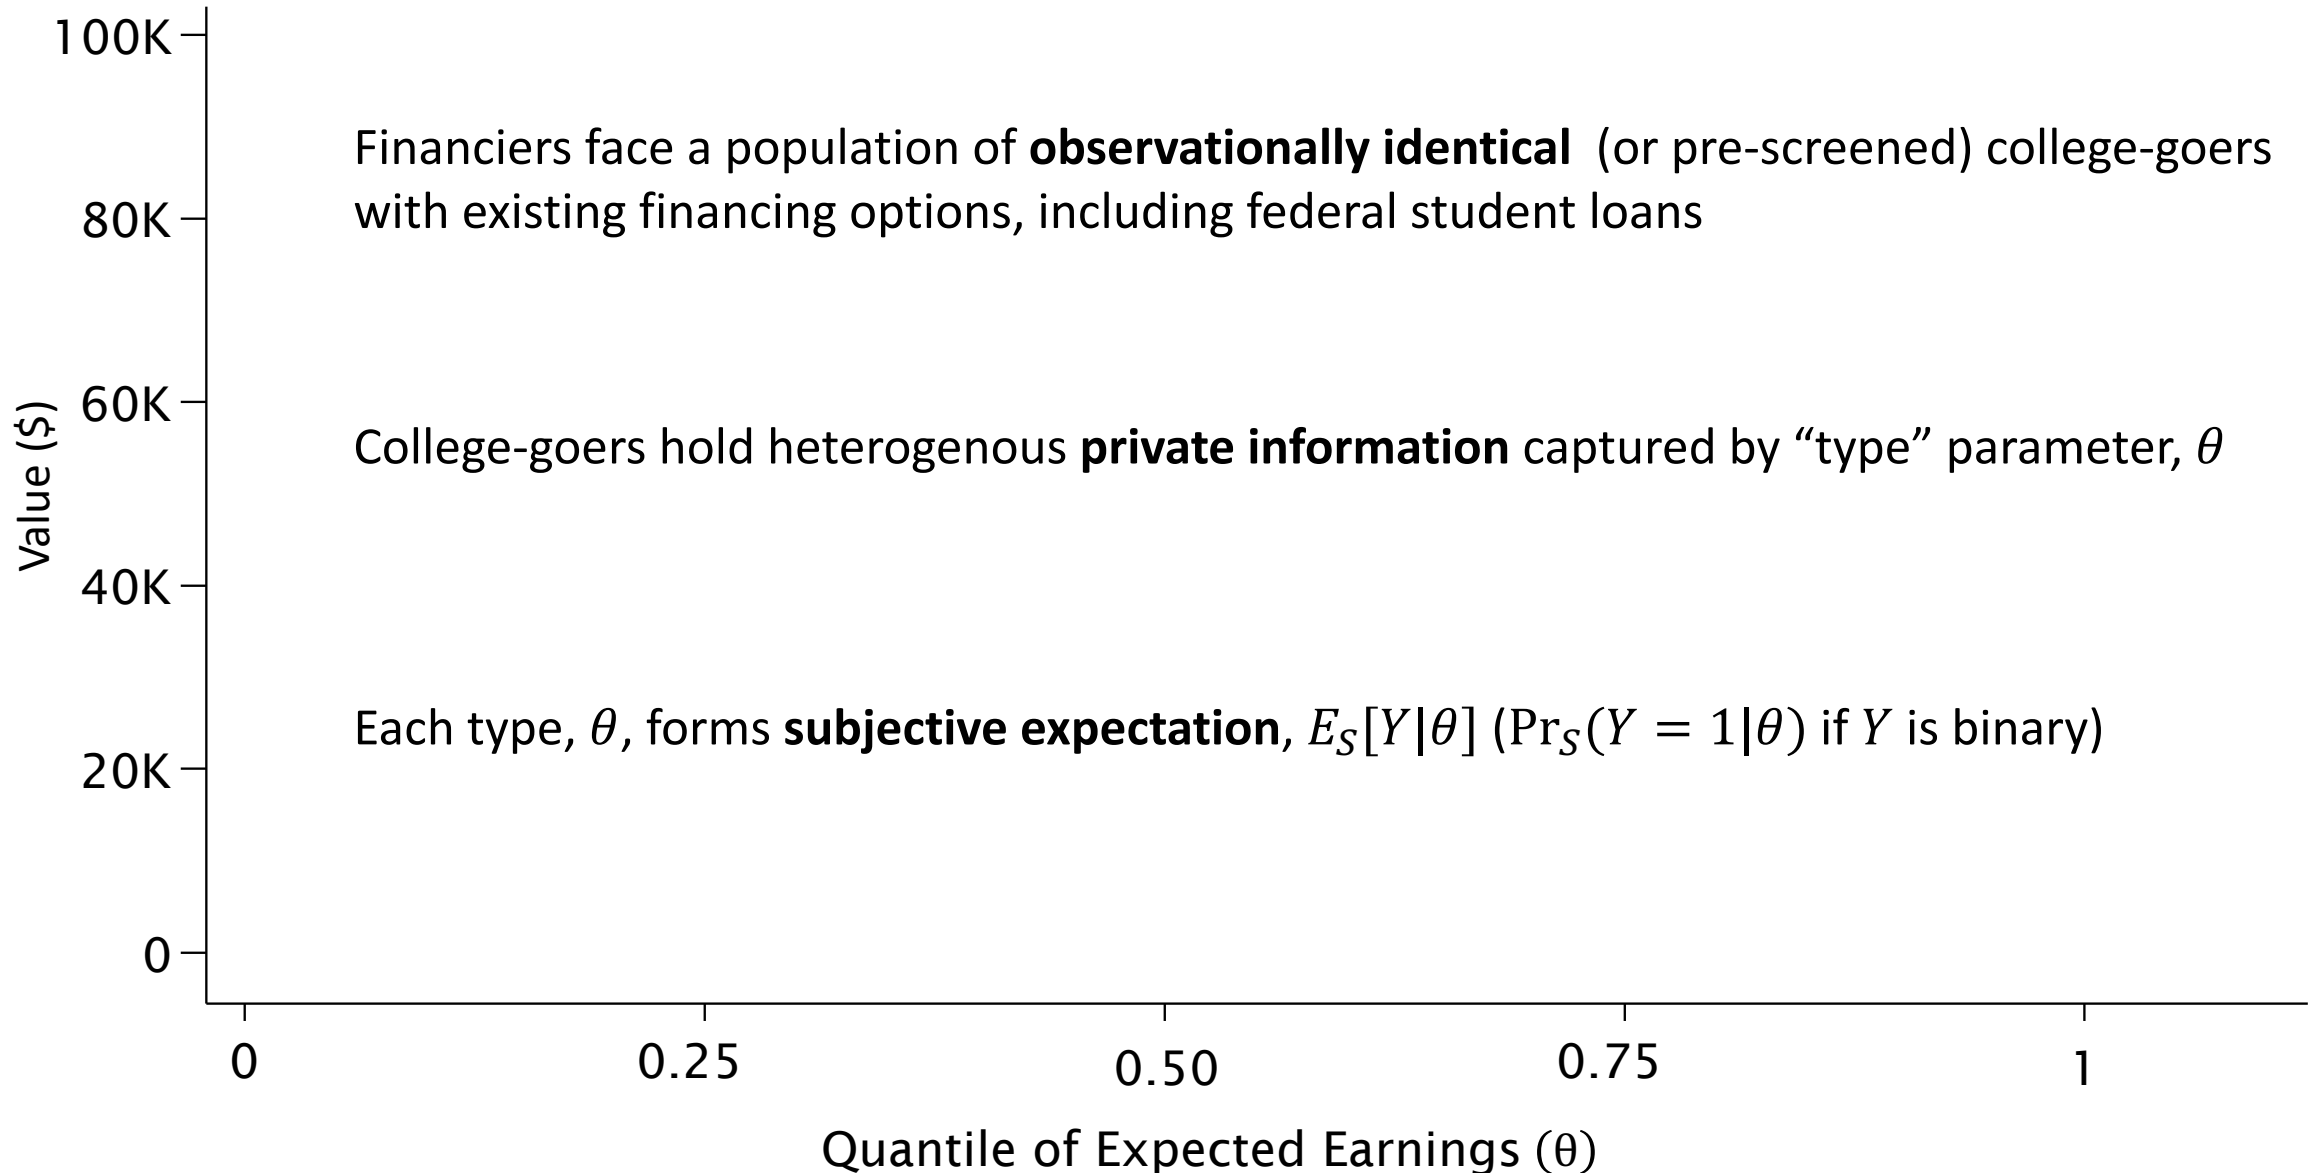 100K
Financiers face a population of observationally identical (or pre-screened) college-goers
with existing financing options, including federal student loans
80K
60K
College-goers hold heterogenous private information captured by “type” parameter, θ
Value ($)
40K
Each type, θ, forms subjective expectation, E_S[Y|θ] (Pr_S(Y = 1|θ) if Y is binary)
20K
0
0 0.25 0.50 0.75 1
Quantile of Expected Earnings (θ)